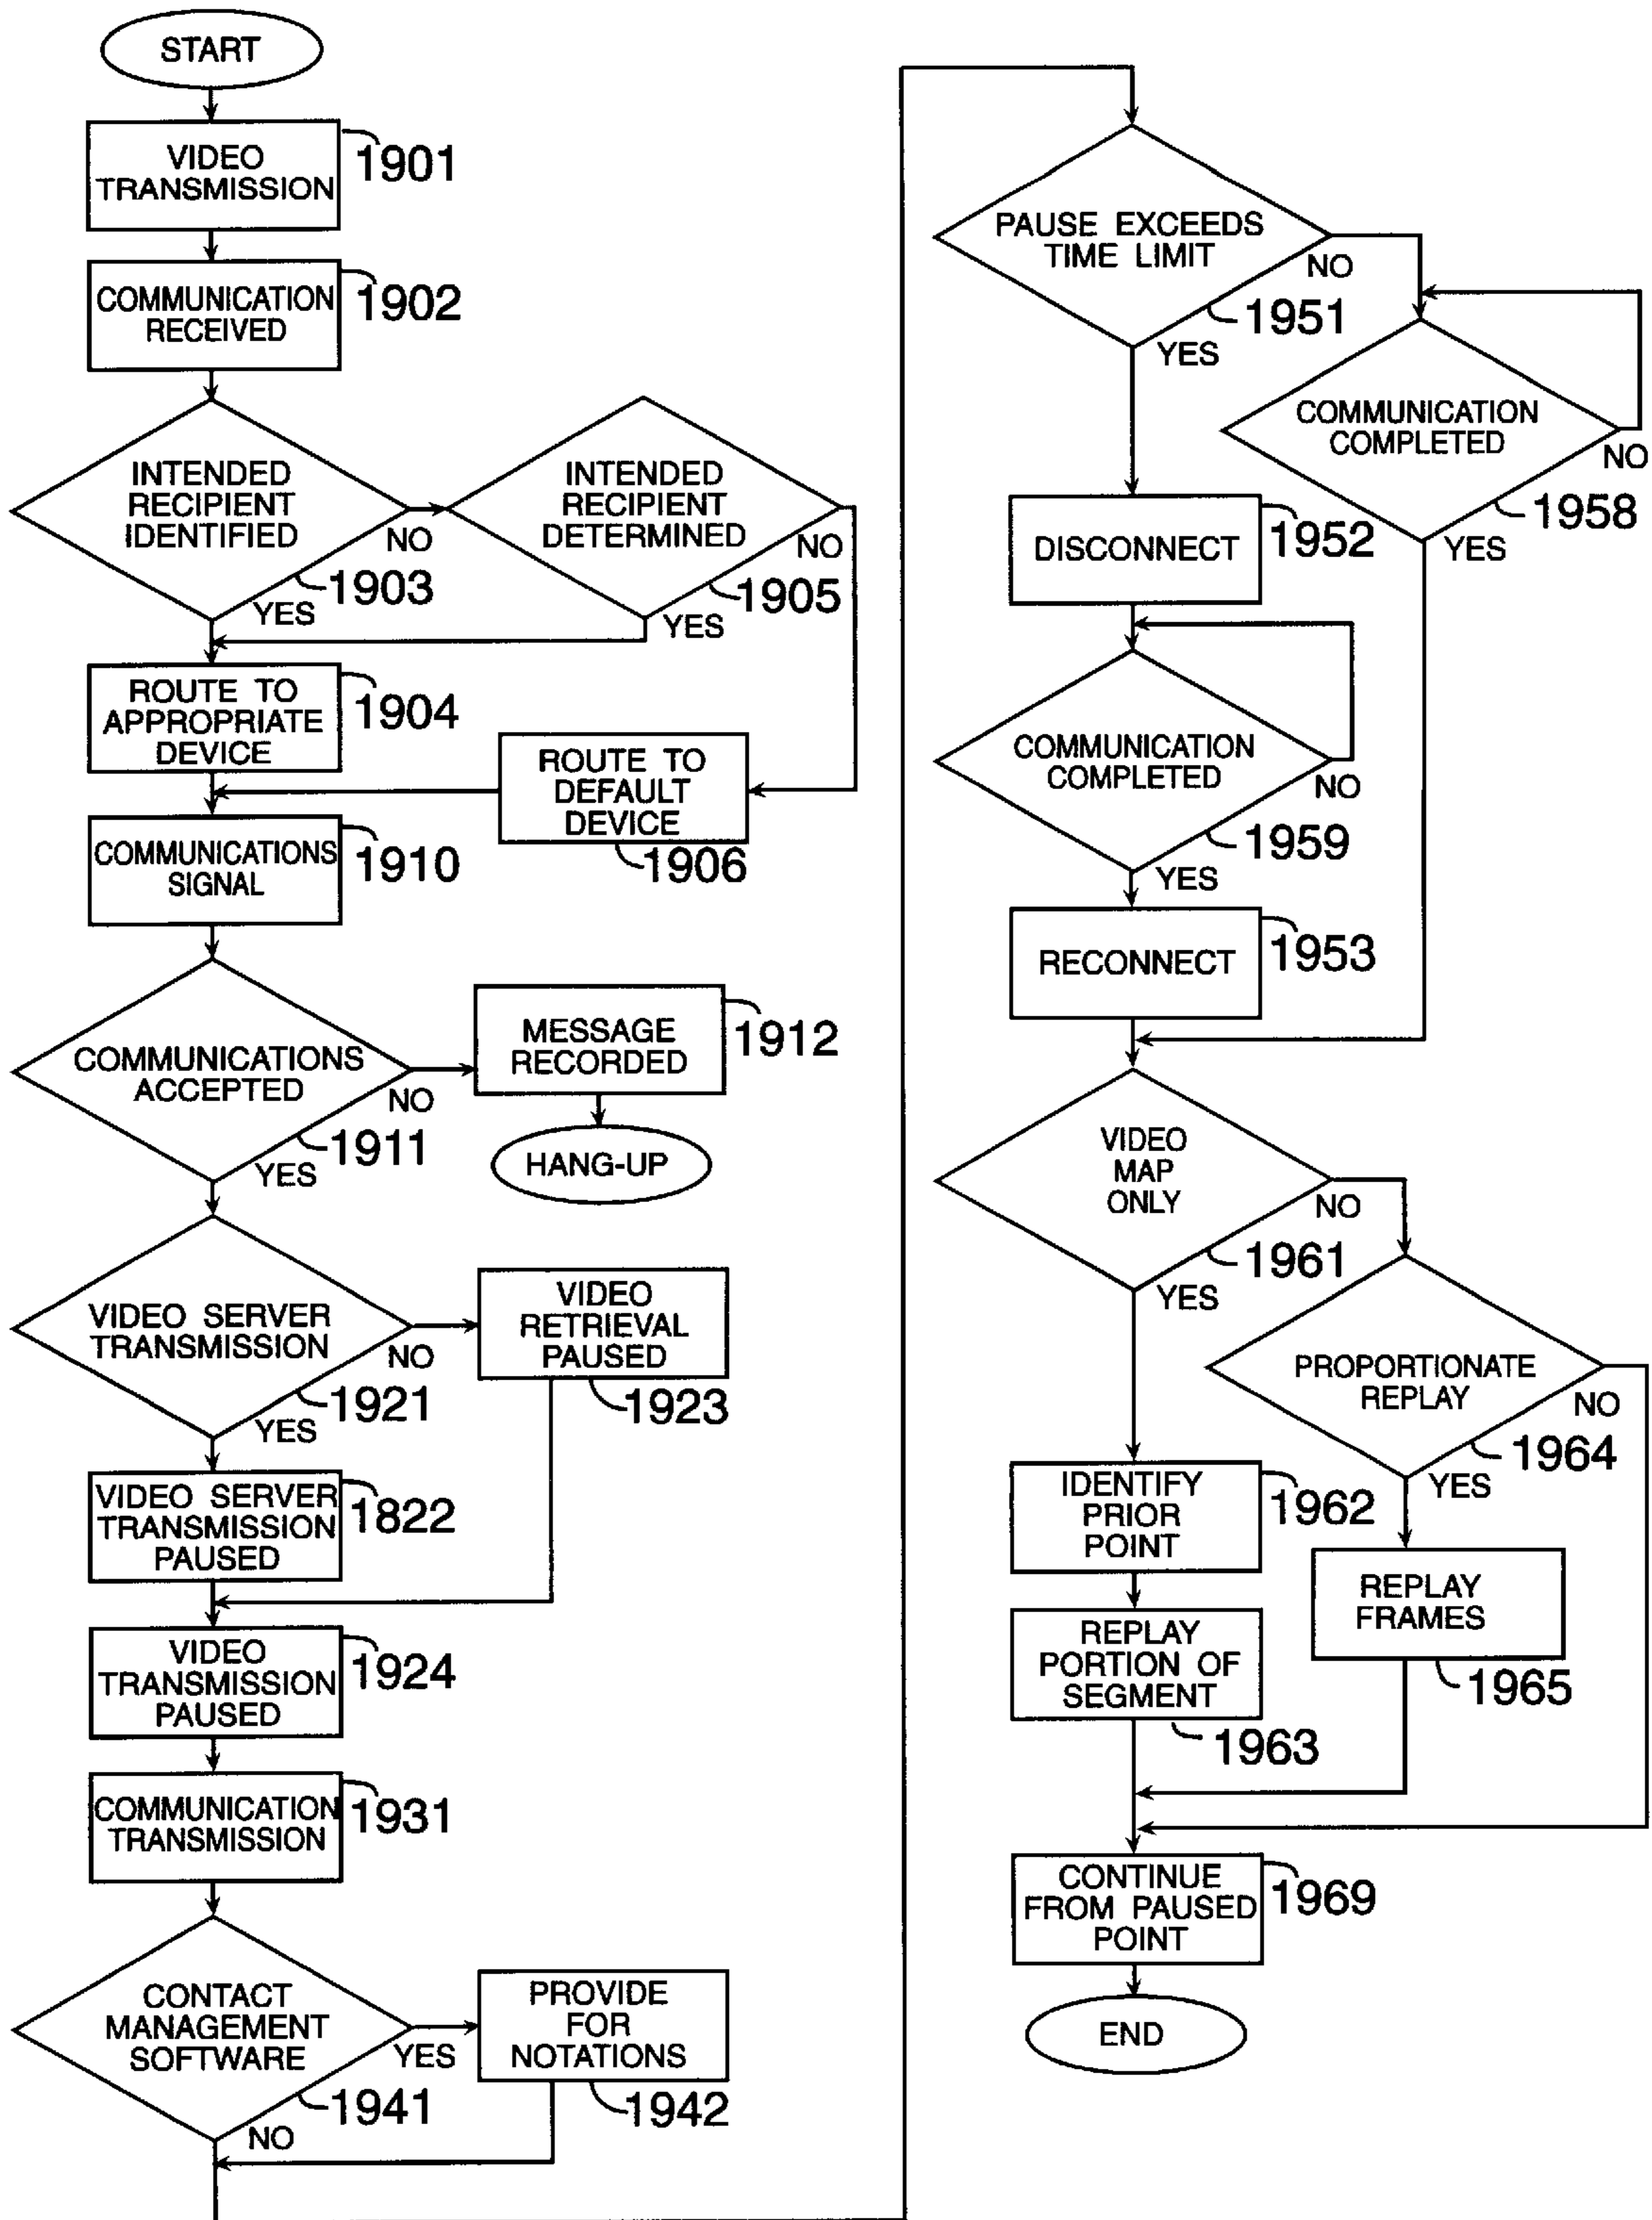 START
VIDEO
TRANSMISSION
1901
COMMUNICATION
RECEIVED
1902
INTENDED
RECIPIENT
IDENTIFIED
NO
1903
YES
INTENDED
RECIPIENT
DETERMINED
NO
1905
YES
ROUTE TO
APPROPRIATE
DEVICE
1904
ROUTE TO
DEFAULT
DEVICE
1906
COMMUNICATIONS
SIGNAL
1910
COMMUNICATIONS
ACCEPTED
NO
1911
YES
MESSAGE
RECORDED
1912
HANG-UP
VIDEO SERVER
TRANSMISSION
NO
1921
YES
VIDEO
RETRIEVAL
PAUSED
1923
VIDEO SERVER
TRANSMISSION
PAUSED
1822
VIDEO
TRANSMISSION
PAUSED
1924
COMMUNICATION
TRANSMISSION
1931
CONTACT
MANAGEMENT
SOFTWARE
YES
1941
NO
PROVIDE
FOR
NOTATIONS
1942
PAUSE EXCEEDS
TIME LIMIT
NO
1951
YES
COMMUNICATION
COMPLETED
NO
1958
YES
DISCONNECT
1952
COMMUNICATION
COMPLETED
NO
1959
YES
RECONNECT
1953
VIDEO
MAP
ONLY
NO
1961
YES
PROPORTIONATE
REPLAY
NO
1964
YES
IDENTIFY
PRIOR
POINT
1962
REPLAY
FRAMES
1965
REPLAY
PORTION OF
SEGMENT
1963
CONTINUE
FROM PAUSED
POINT
1969
END